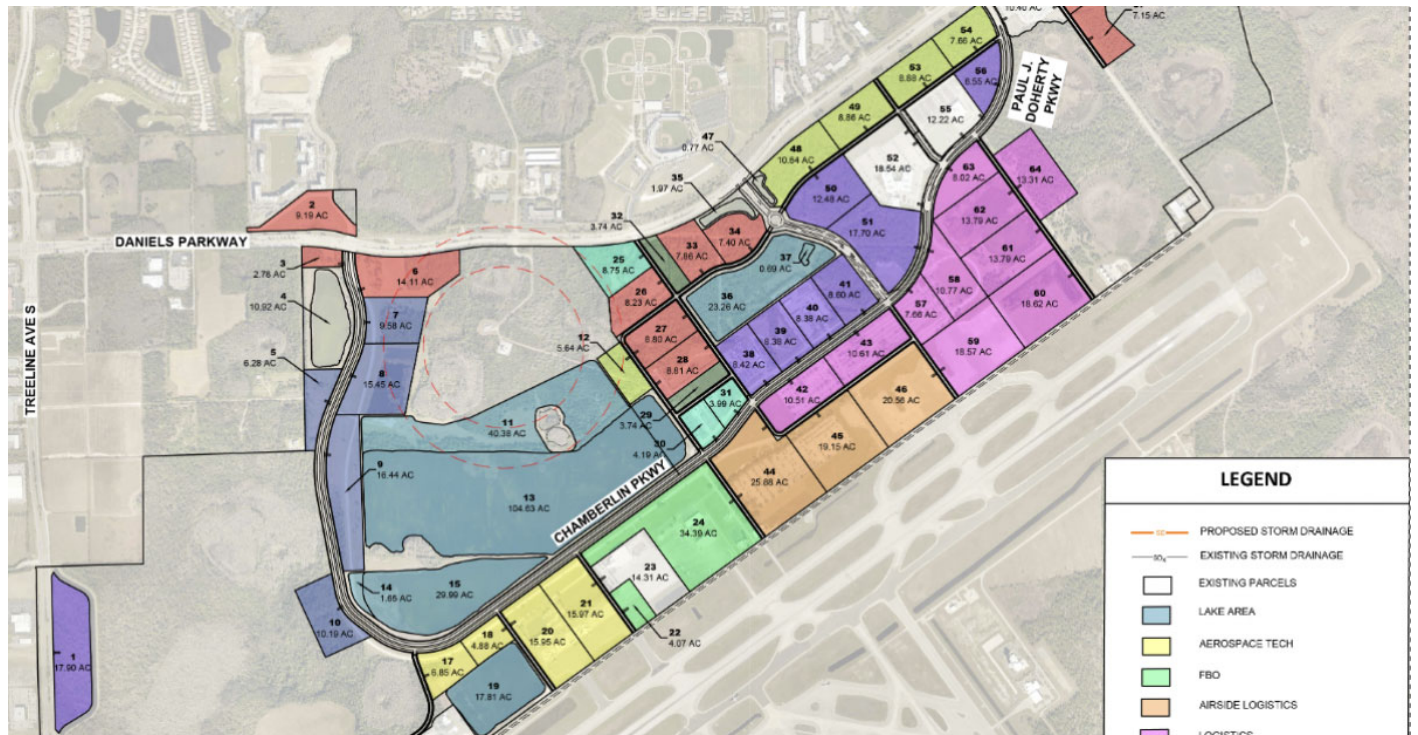 10.40 AC
7.15 AC
54
7.66 AC
53
8.88 AC
56
6.55 AC
PAUL J.
DOHERTY
PKWY
49
8.86 AC
55
12.22 AC
47
0.77 AC
48
10.64 AC
52
18.54 AC
35
1.97 AC
63
8.02 AC
64
13.31 AC
50
12.48 AC
2
9.19 AC
32
3.74 AC
62
13.79 AC
51
17.70 AC
34
7.40 AC
33
7.86 AC
DANIELS PARKWAY
61
13.79 AC
37
0.69 AC
25
8.75 AC
3
2.78 AC
6
14.11 AC
58
10.77 AC
41
8.60 AC
26
8.23 AC
36
23.26 AC
60
18.62 AC
4
10.92 AC
57
7.66 AC
40
8.38 AC
7
9.58 AC
27
8.80 AC
39
8.38 AC
TREELINE AVE S
12
5.64 AC
43
10.61 AC
59
18.57 AC
5
6.28 AC
28
8.81 AC
38
8.42 AC
8
15.45 AC
46
20.56 AC
31
3.99 AC
42
10.51 AC
29
3.74 AC
11
40.38 AC
30
4.19 AC
45
19.15 AC
9
16.44 AC
44
25.68 AC
LEGEND
13
104.63 AC
CHAMBERLIN PKWY
24
34.39 AC
SD
PROPOSED STORM DRAINAGE
EXISTING STORM DRAINAGE
23
14.31 AC
EXISTING PARCELS
14
1.65 AC
15
29.99 AC
LAKE AREA
21
15.97 AC
10
10.19 AC
20
15.95 AC
22
4.07 AC
18
4.88 AC
AEROSPACE TECH
1
17.90 AC
17
6.85 AC
FBO
19
17.81 AC
AIRSIDE LOGISTICS
LOGISTICS